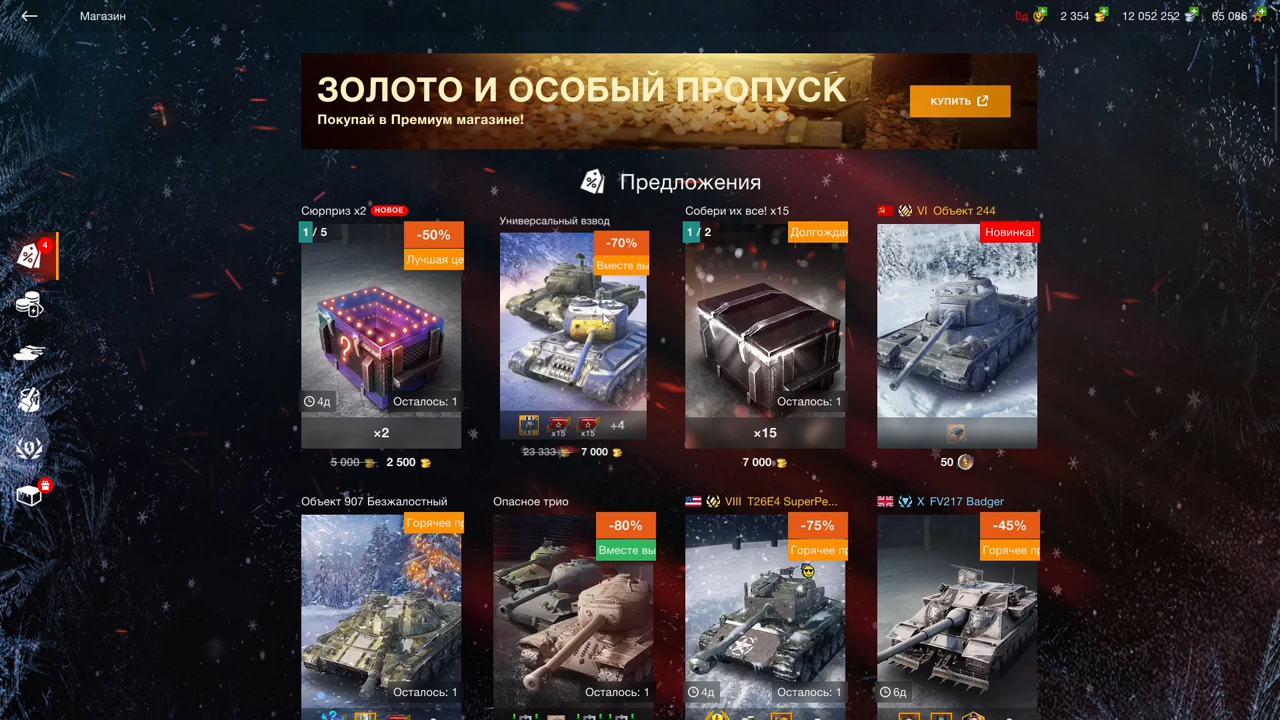 Магазин
0д
2 354
12 052 252
65 086
ЗОЛОТО И ОСОБЫЙ ПРОПУСК
Покупай в Премиум магазине!
КУПИТЬ
Предложения
4
Сюрприз х2 НОВОЕ
1 / 5
-50%
Лучшая це
4д
Осталось: 1
×2
5 000
2 500
Универсальный взвод
-70%
Вместе вы
x15
x15
+4
23 333
7 000
Собери их все! x15
1 / 2
Долгождан
Осталось: 1
×15
7 000
VI Объект 244
Новинка!
50
Объект 907 Безжалостный
Горячее пр
Осталось: 1
Опасное трио
-80%
Вместе вы
Осталось: 1
VIII T26E4 SuperPe...
-75%
Горячее пр
4д
Осталось: 1
X FV217 Badger
-45%
Горячее пр
6д